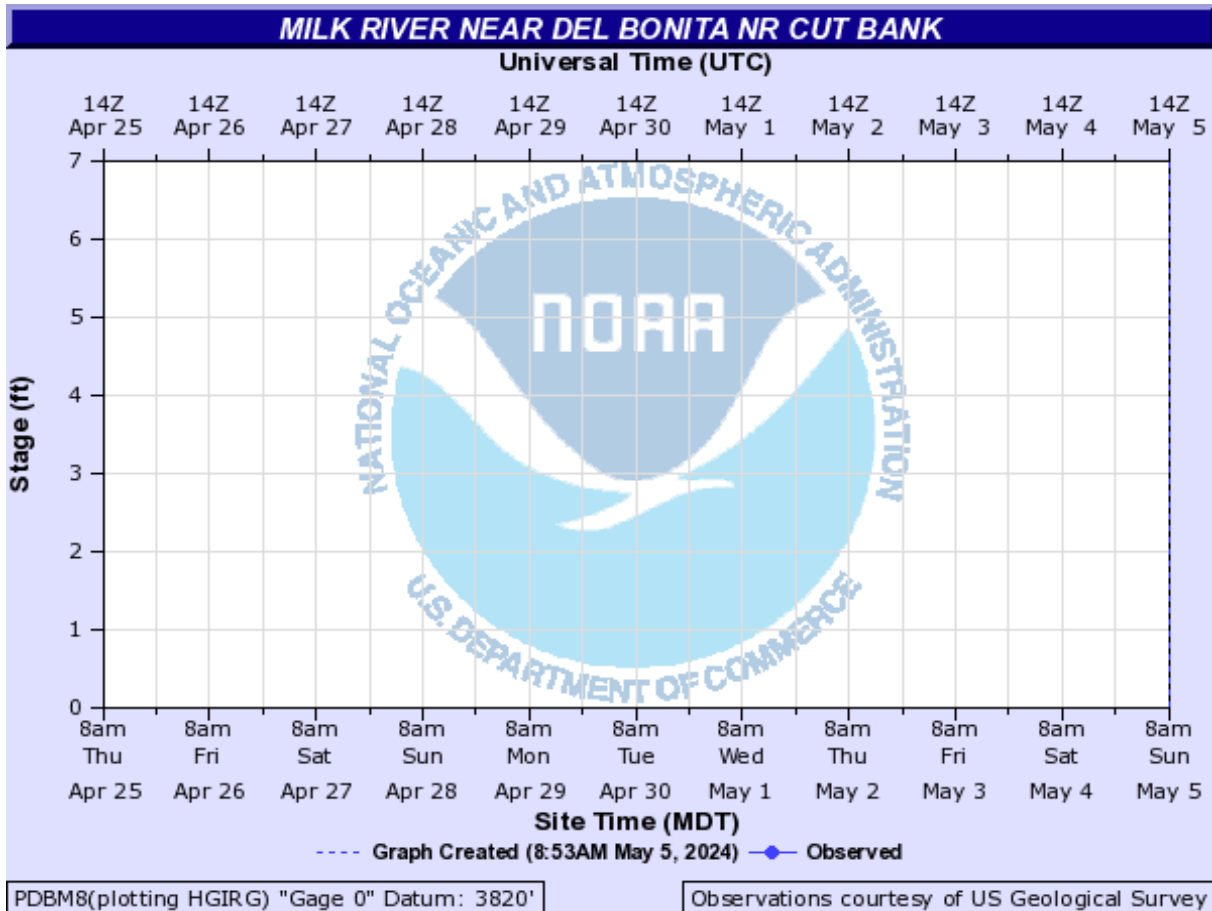 MILK RIVER NEAR DEL BONITA NR CUT BANK
Universal Time (UTC)
14Z 14Z 14Z 14Z 14Z 14Z 14Z 14Z 14Z 14Z 14Z
Apr 25 Apr 26 Apr 27 Apr 28 Apr 29 Apr 30 May 1 May 2 May 3 May 4 May 5
7
6
5
4
3
2
1
0
Stage (ft)
NATIONAL OCEANIC AND ATMOSPHERIC ADMINISTRATION
NOAA
U.S. DEPARTMENT OF COMMERCE
8am 8am 8am 8am 8am 8am 8am 8am 8am 8am 8am
Thu Fri Sat Sun Mon Tue Wed Thu Fri Sat Sun
Apr 25 Apr 26 Apr 27 Apr 28 Apr 29 Apr 30 May 1 May 2 May 3 May 4 May 5
Site Time (MDT)
Graph Created (8:53AM May 5, 2024) Observed
PDBM8(plotting HGIRG) "Gage 0" Datum: 3820' Observations courtesy of US Geological Survey